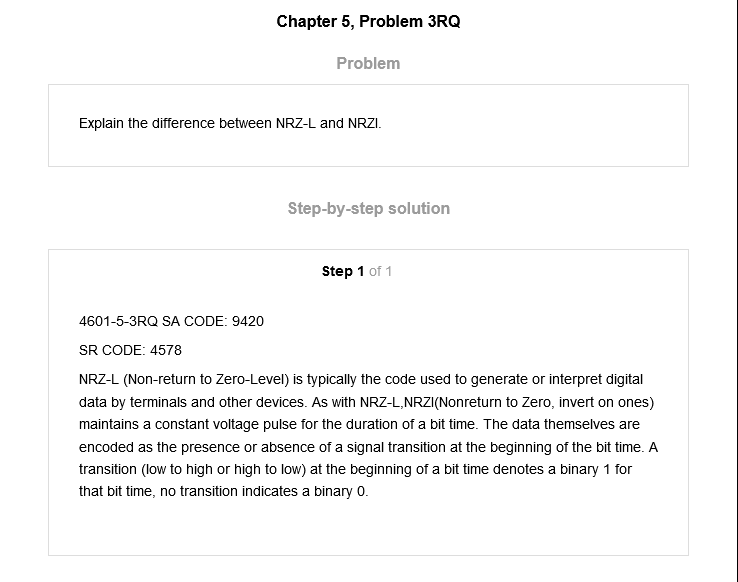 Chapter 5, Problem 3RQ
Problem
Explain the difference between NRZ-L and NRZI.
Step-by-step solution
Step 1 of 1
4601-5-3RQ SA CODE: 9420
SR CODE: 4578
NRZ-L (Non-return to Zero-Level) is typically the code used to generate or interpret digital
data by terminals and other devices. As with NRZ-L,NRZI(Nonreturn to Zero, invert on ones)
maintains a constant voltage pulse for the duration of a bit time. The data themselves are
encoded as the presence or absence of a signal transition at the beginning of the bit time. A
transition (low to high or high to low) at the beginning of a bit time denotes a binary 1 for
that bit time, no transition indicates a binary 0.